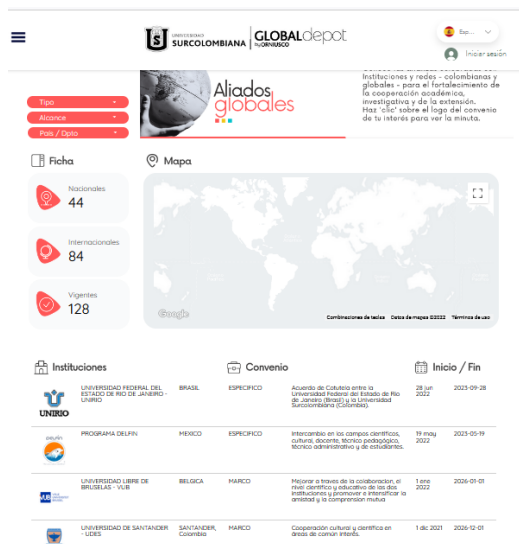 UNIVERSIDAD
SURCOLOMBIANA
GLOBALdepot
by ORNIUSCO
Esp...
Iniciar sesión
Aliados
globales
Instituciones y redes - colombianas y
globales - para el fortalecimiento de
la cooperación académica,
investigativa y de la extensión.
Haz 'clic' sobre el logo del convenio
de tu interés para ver la minuta.
Tipo
Alcance
País / Dpto
Ficha
Mapa
Nacionales
44
Internacionales
84
Vigentes
128
Google
Combinaciones de teclas
Datos de mapas ©2022
Términos de uso
Instituciones
Convenio
Inicio / Fin
UNIRIO
UNIVERSIDAD FEDERAL DEL
ESTADO DE RIO DE JANEIRO -
UNIRIO
BRASIL
ESPECIFICO
Acuerdo de Cotutela entre la
Universidad Federal del Estado de Rio
de Janeiro (Brasil) y la Universidad
Surcolombiana (Colombia).
28 jun
2022
2023-09-28
DELFIN
PROGRAMA DELFIN
MEXICO
ESPECIFICO
Intercambio en los campos científicos,
cultural, docente, técnico pedagógico,
técnico administrativo y de estudiantes.
19 may
2022
2023-05-19
VUB
UNIVERSIDAD LIBRE DE
BRUSELAS - VUB
BELGICA
MARCO
Mejorar a traves de la colaboracion, el
nivel cientifico y educativo de las dos
instituciones y promover e intensificar la
amistad y la comprension mutua
1 ene
2022
2026-01-01
UNIVERSIDAD DE SANTANDER
- UDES
SANTANDER,
Colombia
MARCO
Cooperación cultural y científica en
áreas de común interés.
1 dic 2021
2026-12-01